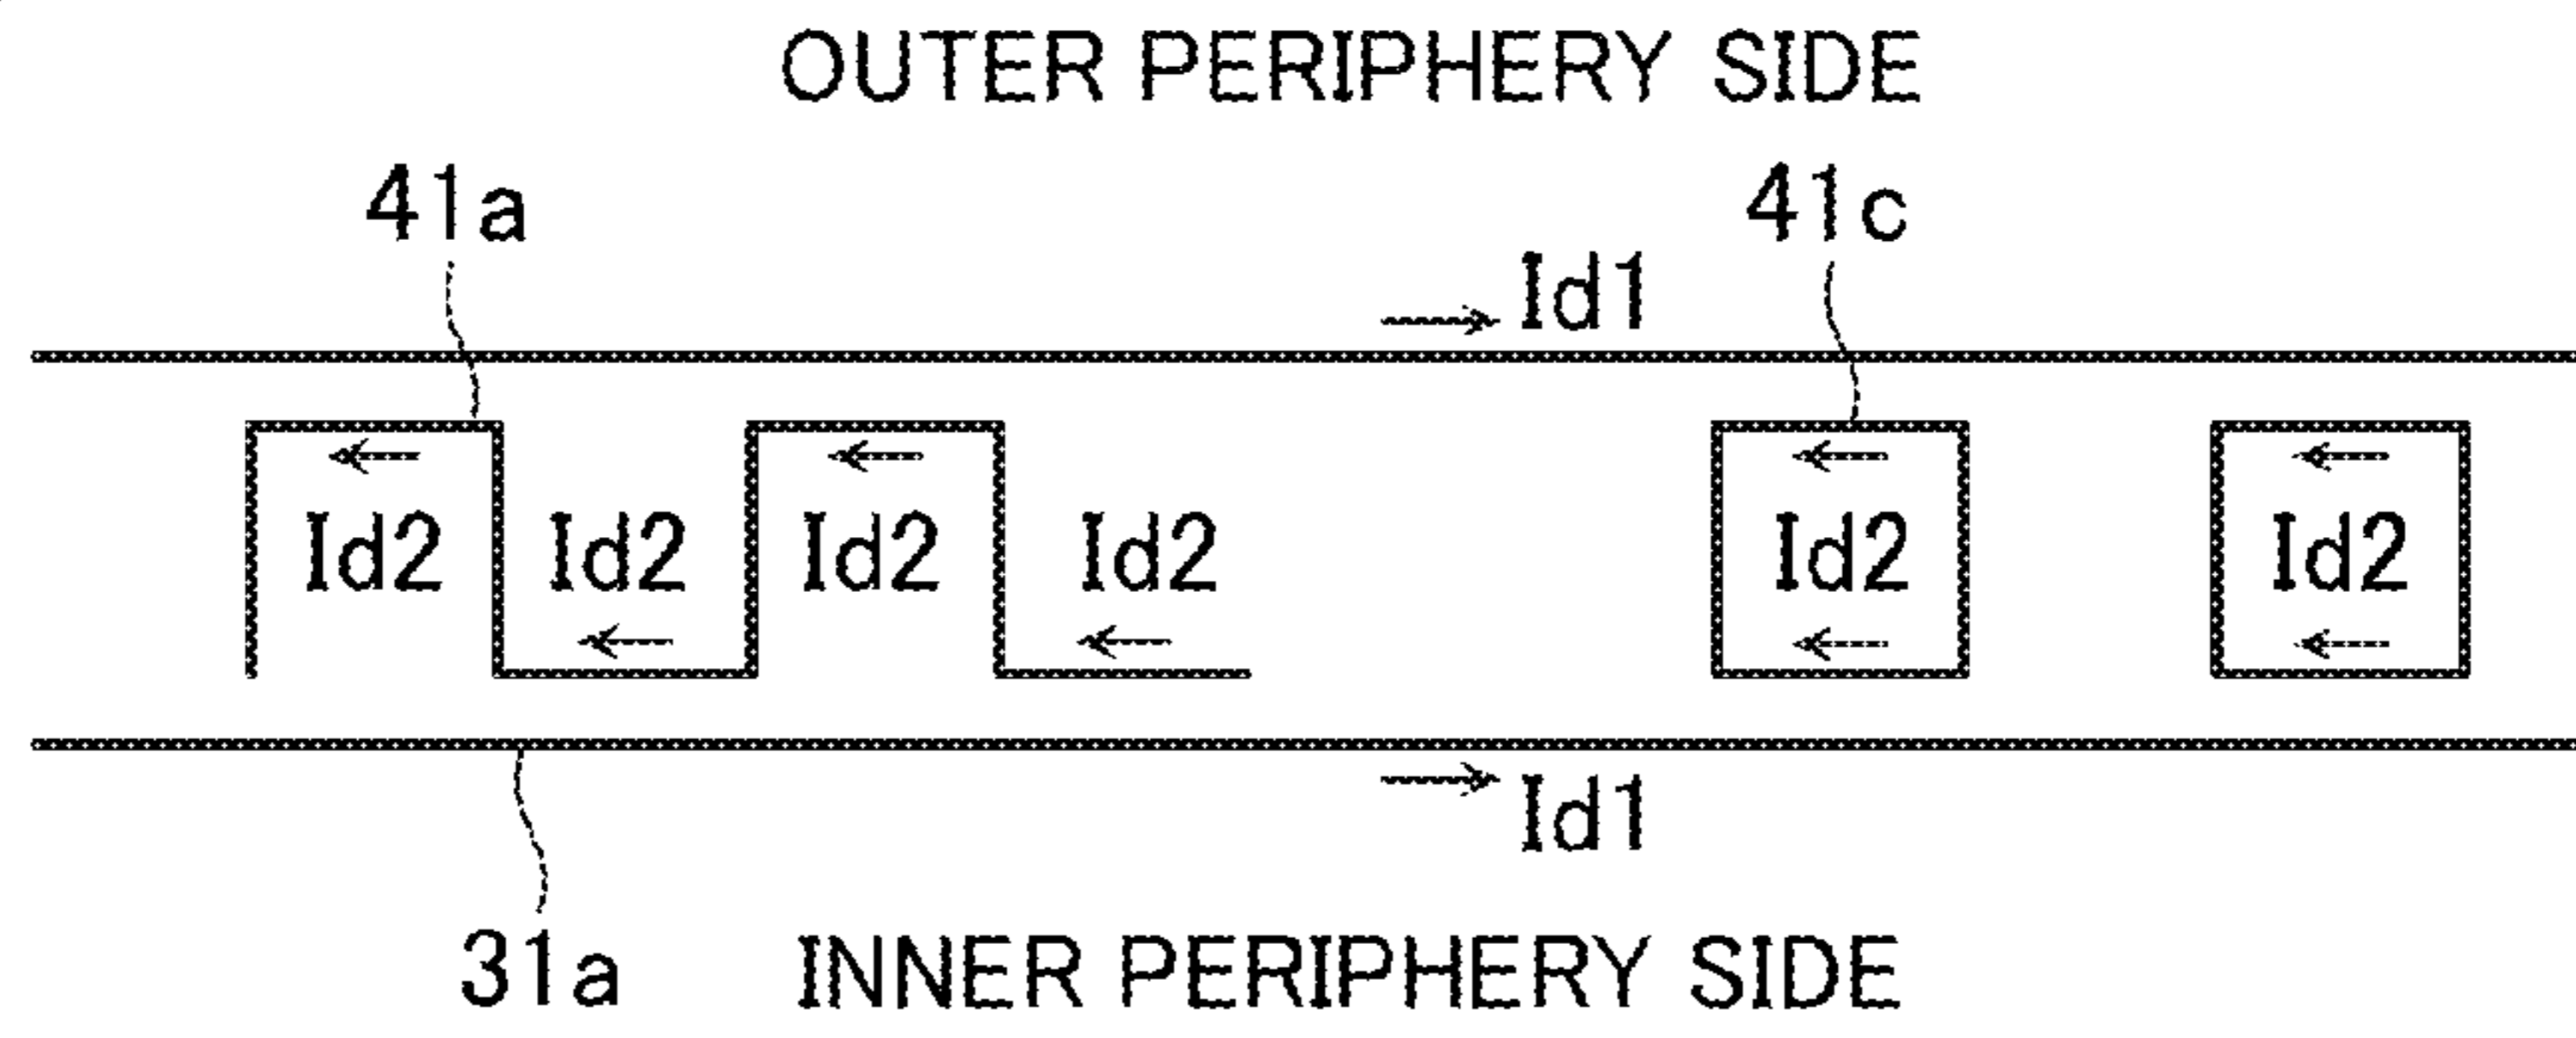 OUTER PERIPHERY SIDE
41a
41c
Id1
Id2 Id2 Id2 Id2 Id2 Id2
Id1
31a
INNER PERIPHERY SIDE